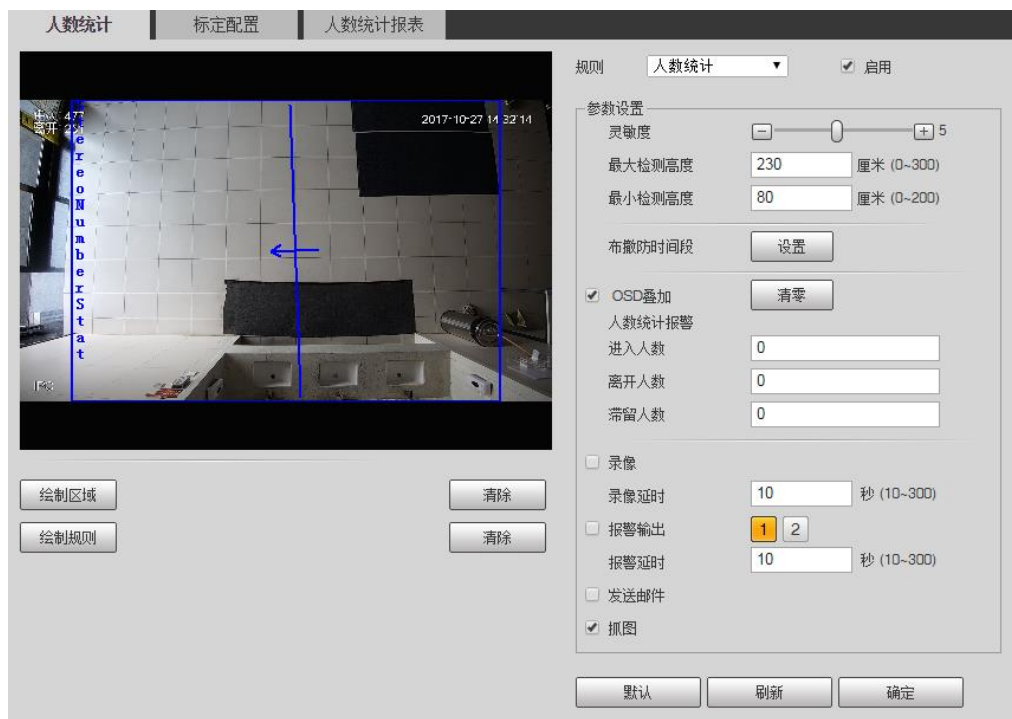 人数统计 标定配置 人数统计报表
规则 人数统计 启用
2017-10-27 14:32:14
离开
tereoNumberStat
IPC
绘制区域 清除
绘制规则 清除
参数设置
灵敏度 5
最大检测高度 230 厘米 (0~300)
最小检测高度 80 厘米 (0~200)
布撤防时间段 设置
OSD叠加 清零
人数统计报警
进入人数 0
离开人数 0
滞留人数 0
录像
录像延时 10 秒 (10~300)
报警输出 1 2
报警延时 10 秒 (10~300)
发送邮件
抓图
默认 刷新 确定